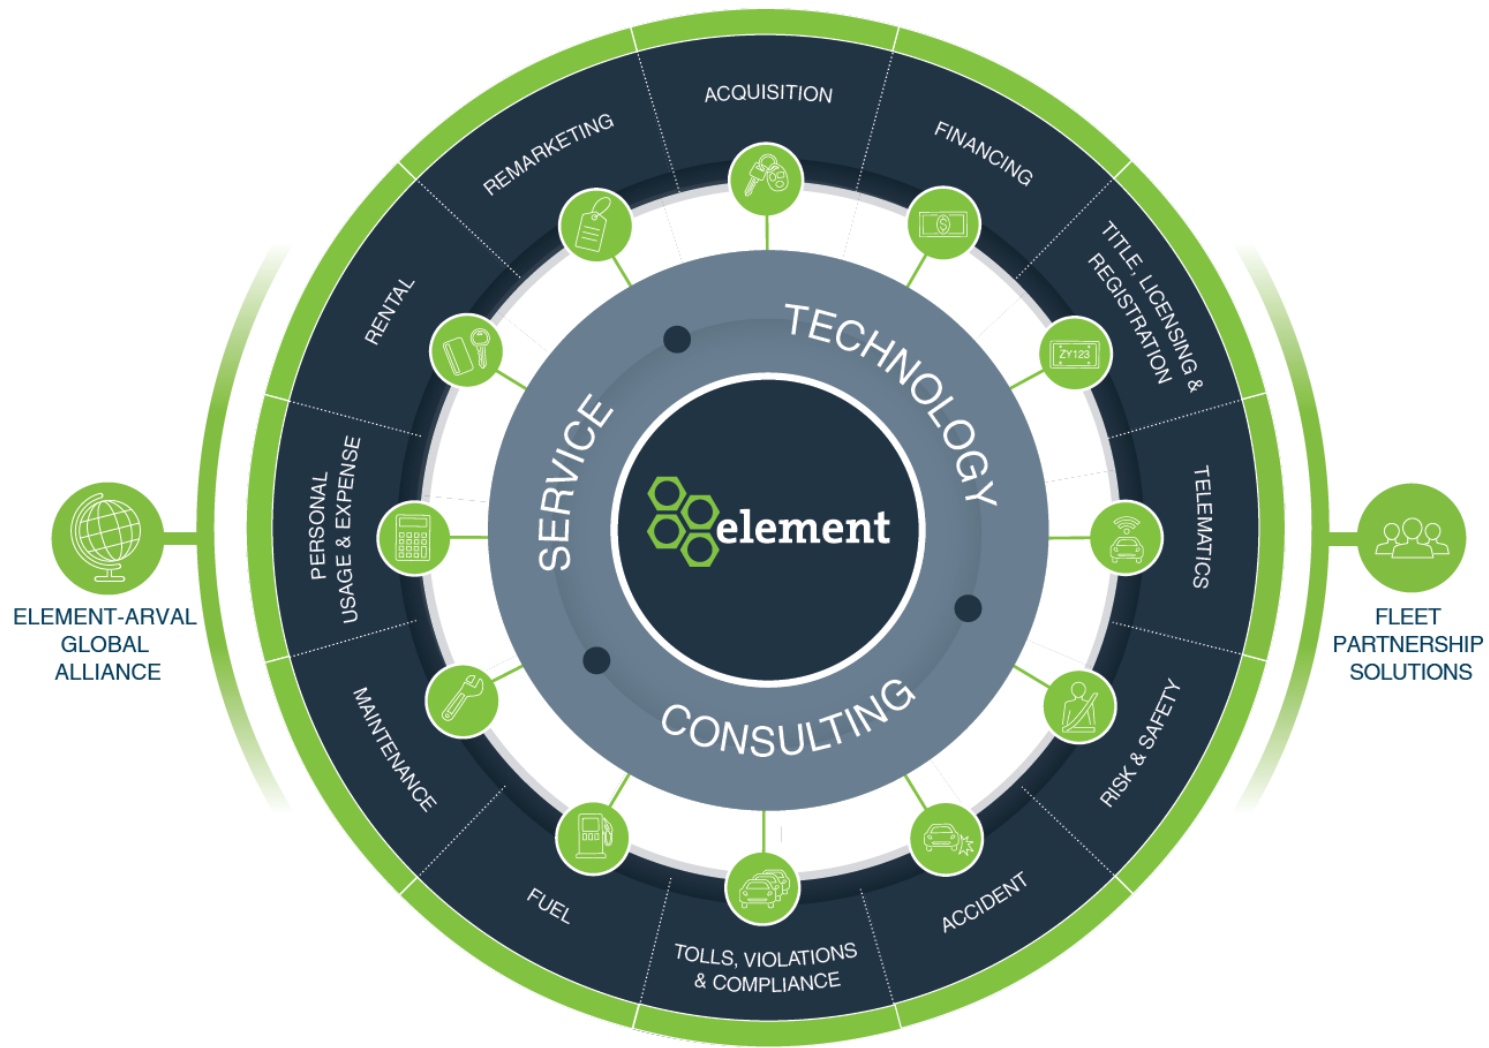 ACQUISITION
FINANCING
TITLE, LICENSING &
REGISTRATION
ZY123
TELEMATICS
RISK & SAFETY
ACCIDENT
TOLLS, VIOLATIONS
& COMPLIANCE
FUEL
MAINTENANCE
PERSONAL
USAGE & EXPENSE
RENTAL
REMARKETING
SERVICE
TECHNOLOGY
CONSULTING
element
ELEMENT-ARVAL
GLOBAL
ALLIANCE
FLEET
PARTNERSHIP
SOLUTIONS
$